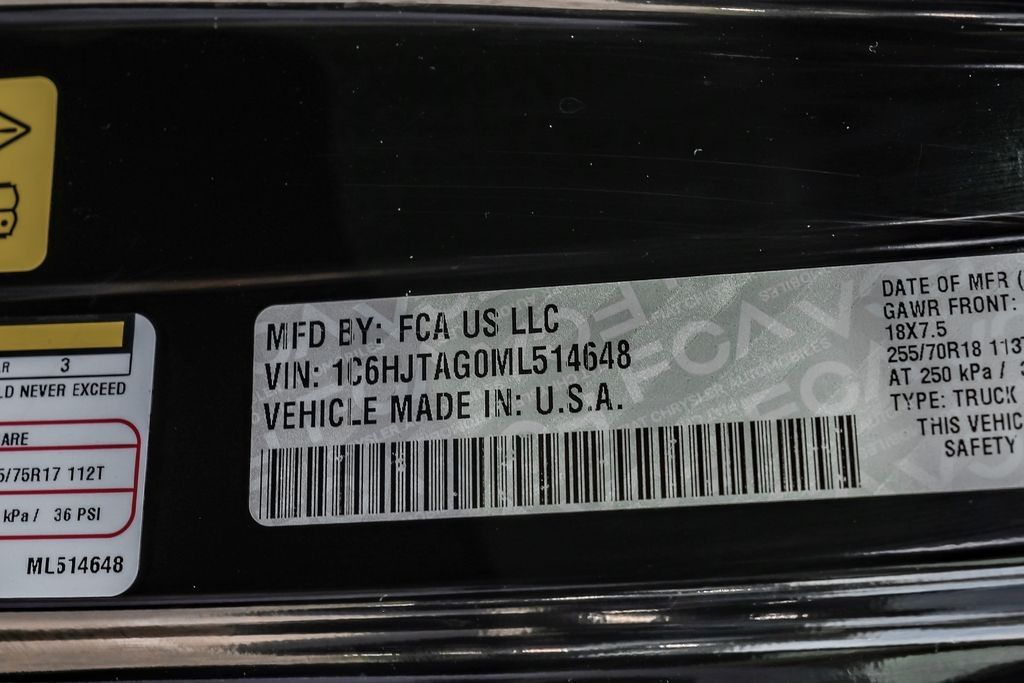 R 3
LD NEVER EXCEED
ARE
5/75R17 112T
kPa / 36 PSI
ML514648
MFD BY: FCA US LLC
VIN: 1C6HJTAG0ML514648
VEHICLE MADE IN: U.S.A.
DATE OF MFR (
GAWR FRONT:
18X7.5
255/70R18 113T
AT 250 kPa / 3
TYPE: TRUCK
THIS VEHIC
SAFETY